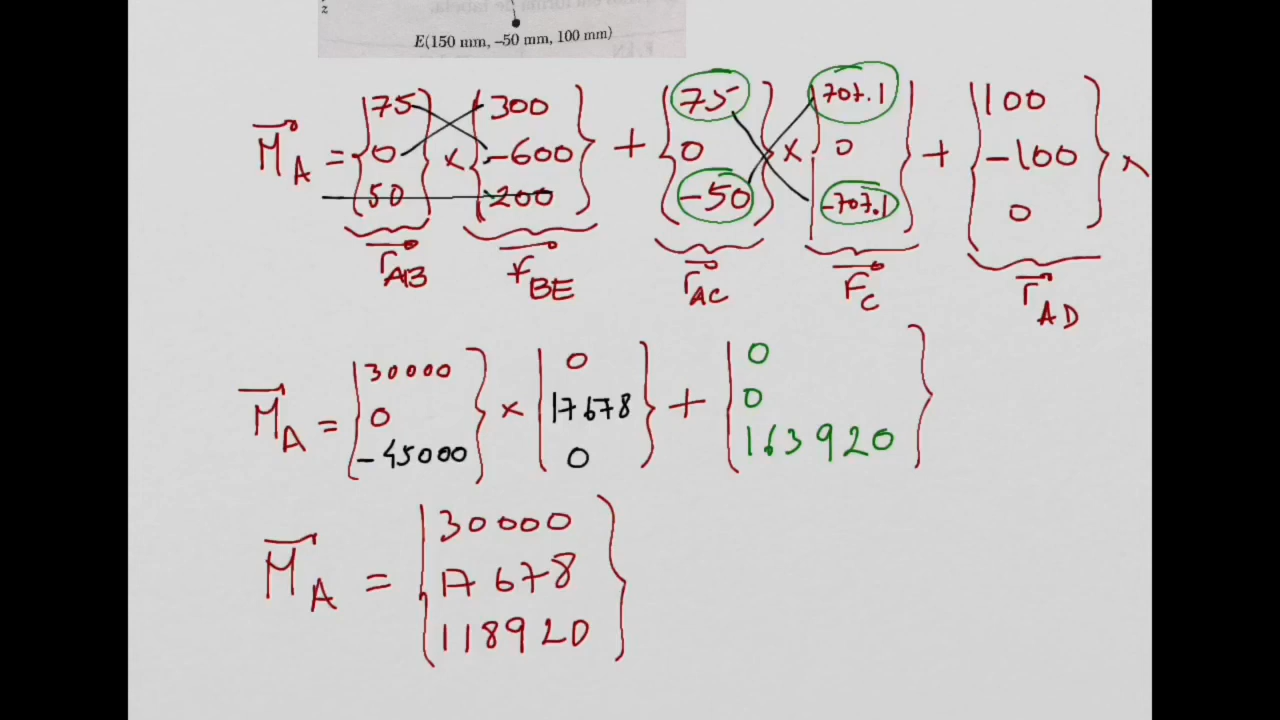 z
E(150 mm, –50 mm, 100 mm)
M_A = {75 0 50} × {300 -600 200} + {75 0 -50} × {707.1 0 -707.1} + {100 -100 0} ×
r_AB F_BE r_AC F_C r_AD
M_A = {30000 0 -45000} × {0 17678 0} + {0 0 163920}
M_A = {30000 17678 118920}